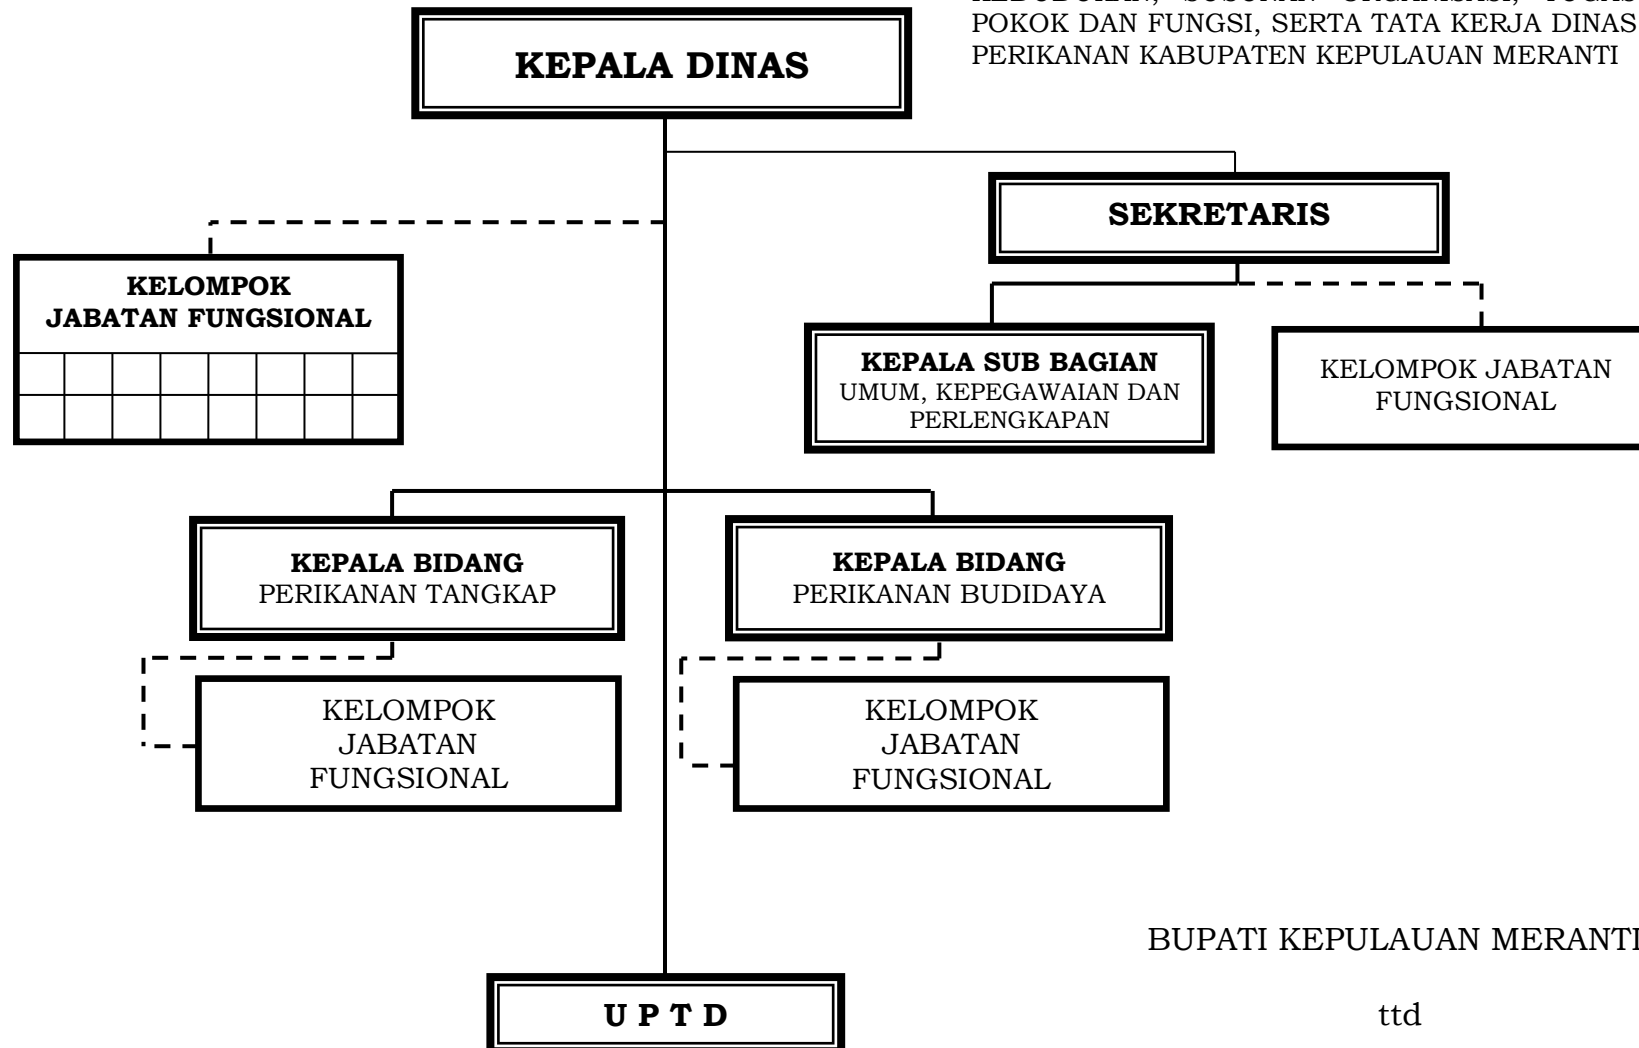 POKOK DAN FUNGSI, SERTA TATA KERJA DINAS
PERIKANAN KABUPATEN KEPULAUAN MERANTI
KEPALA DINAS
SEKRETARIS
KELOMPOK
JABATAN FUNGSIONAL
KEPALA SUB BAGIAN
UMUM, KEPEGAWAIAN DAN
PERLENGKAPAN
KELOMPOK JABATAN
FUNGSIONAL
KEPALA BIDANG
PERIKANAN TANGKAP
KEPALA BIDANG
PERIKANAN BUDIDAYA
KELOMPOK
JABATAN
FUNGSIONAL
KELOMPOK
JABATAN
FUNGSIONAL
BUPATI KEPULAUAN MERANTI
U P T D
ttd